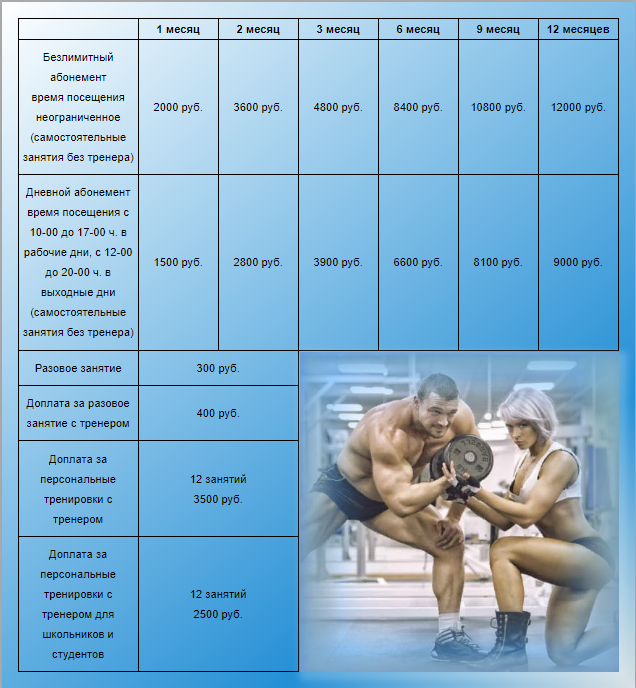 1 месяц 2 месяц 3 месяц 6 месяц 9 месяц 12 месяцев
Безлимитный
абонемент
время посещения
неограниченное
(самостоятельные
занятия без тренера)
2000 руб. 3600 руб. 4800 руб. 8400 руб. 10800 руб. 12000 руб.
Дневной абонемент
время посещения с
10-00 до 17-00 ч. в
рабочие дни, с 12-00
до 20-00 ч. в
выходные дни
(самостоятельные
занятия без тренера)
1500 руб. 2800 руб. 3900 руб. 6600 руб. 8100 руб. 9000 руб.
Разовое занятие
300 руб.
Доплата за разовое
занятие с тренером
400 руб.
Доплата за
персональные
тренировки с
тренером
12 занятий
3500 руб.
Доплата за
персональные
тренировки с
тренером для
школьников и
студентов
12 занятий
2500 руб.